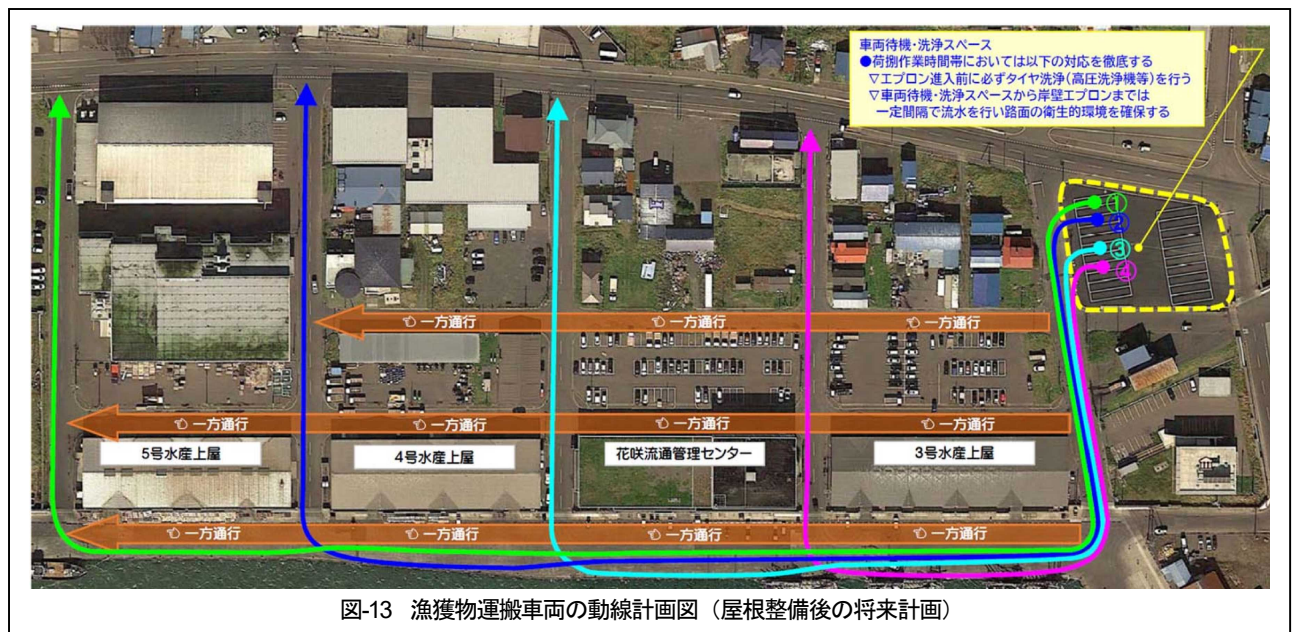 車両待機・洗浄スペース
●荷捌作業時間帯においては以下の対応を徹底する
▽エプロン進入前に必ずタイヤ洗浄(高圧洗浄機等)を行う
▽車両待機・洗浄スペースから岸壁エプロンまでは
一定間隔で流水を行い路面の衛生的環境を確保する
①
②
③
④
☜ 一方通行 ☜ 一方通行 ☜ 一方通行
☜ 一方通行 ☜ 一方通行 ☜ 一方通行 ☜ 一方通行
5号水産上屋 4号水産上屋 花咲流通管理センター 3号水産上屋
☜ 一方通行 ☜ 一方通行 ☜ 一方通行 ☜ 一方通行
図-13 漁獲物運搬車両の動線計画図（屋根整備後の将来計画）